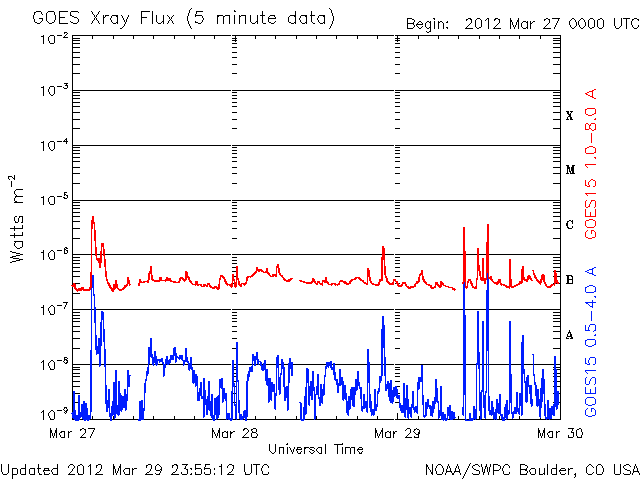 GOES Xray Flux (5 minute data)
Begin: 2012 Mar 27 0000 UTC
10⁻²
10⁻³
10⁻⁴
10⁻⁵
10⁻⁶
10⁻⁷
10⁻⁸
10⁻⁹
Watts m⁻²
X
M
C
B
A
GOES15 1.0-8.0 A
GOES15 0.5-4.0 A
Mar 27 Mar 28 Mar 29 Mar 30
Universal Time
Updated 2012 Mar 29 23:55:12 UTC
NOAA/SWPC Boulder, CO USA